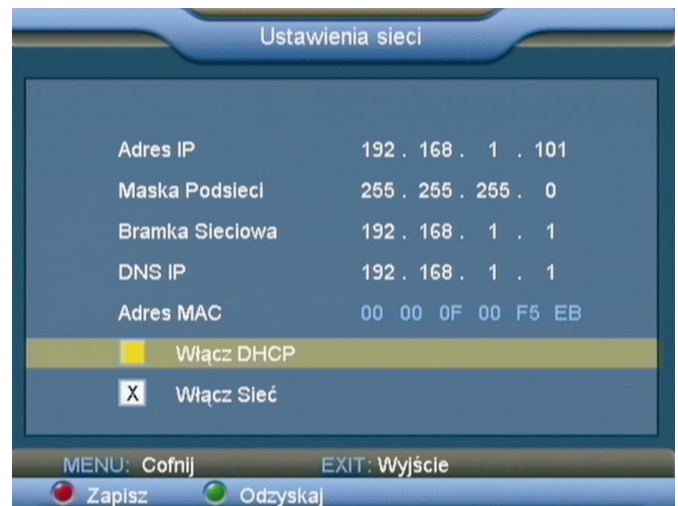 Ustawienia sieci
Adres IP 192 . 168 . 1 . 101
Maska Podsieci 255 . 255 . 255 . 0
Bramka Sieciowa 192 . 168 . 1 . 1
DNS IP 192 . 168 . 1 . 1
Adres MAC 00 00 0F 00 F5 EB
Włącz DHCP
X Włącz Sieć
MENU: Cofnij EXIT: Wyjście
Zapisz Odzyskaj